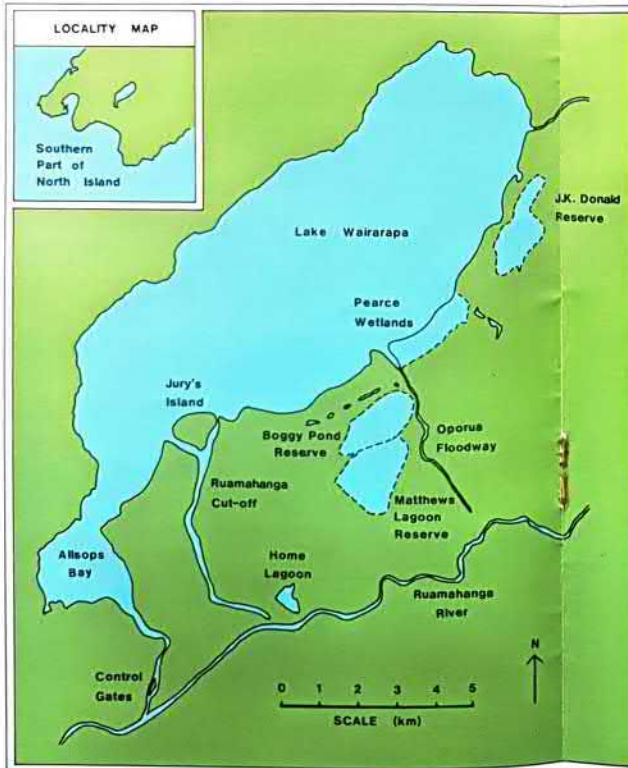 LOCALITY MAP
Southern
Part of
North Island
Lake Wairarapa
J.K. Donald
Reserve
Pearce
Wetlands
Jury's
Island
Boggy Pond
Reserve
Oporua
Floodway
Ruamahanga
Cut-off
Matthews
Lagoon
Reserve
Allsops
Bay
Home
Lagoon
Ruamahanga
River
Control
Gates
N
0 1 2 3 4 5
SCALE (km)